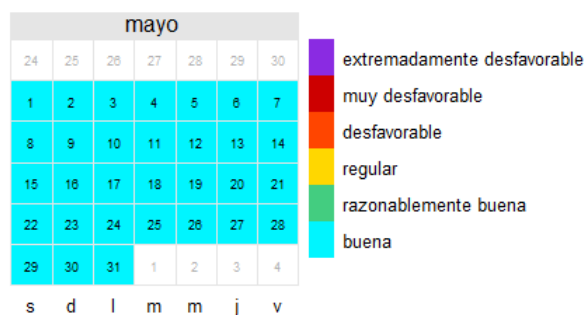 mayo
24 25 26 27 28 29 30
1 2 3 4 5 6 7
8 9 10 11 12 13 14
15 16 17 18 19 20 21
22 23 24 25 26 27 28
29 30 31 1 2 3 4
s d l m m j v
extremadamente desfavorable
muy desfavorable
desfavorable
regular
razonablemente buena
buena